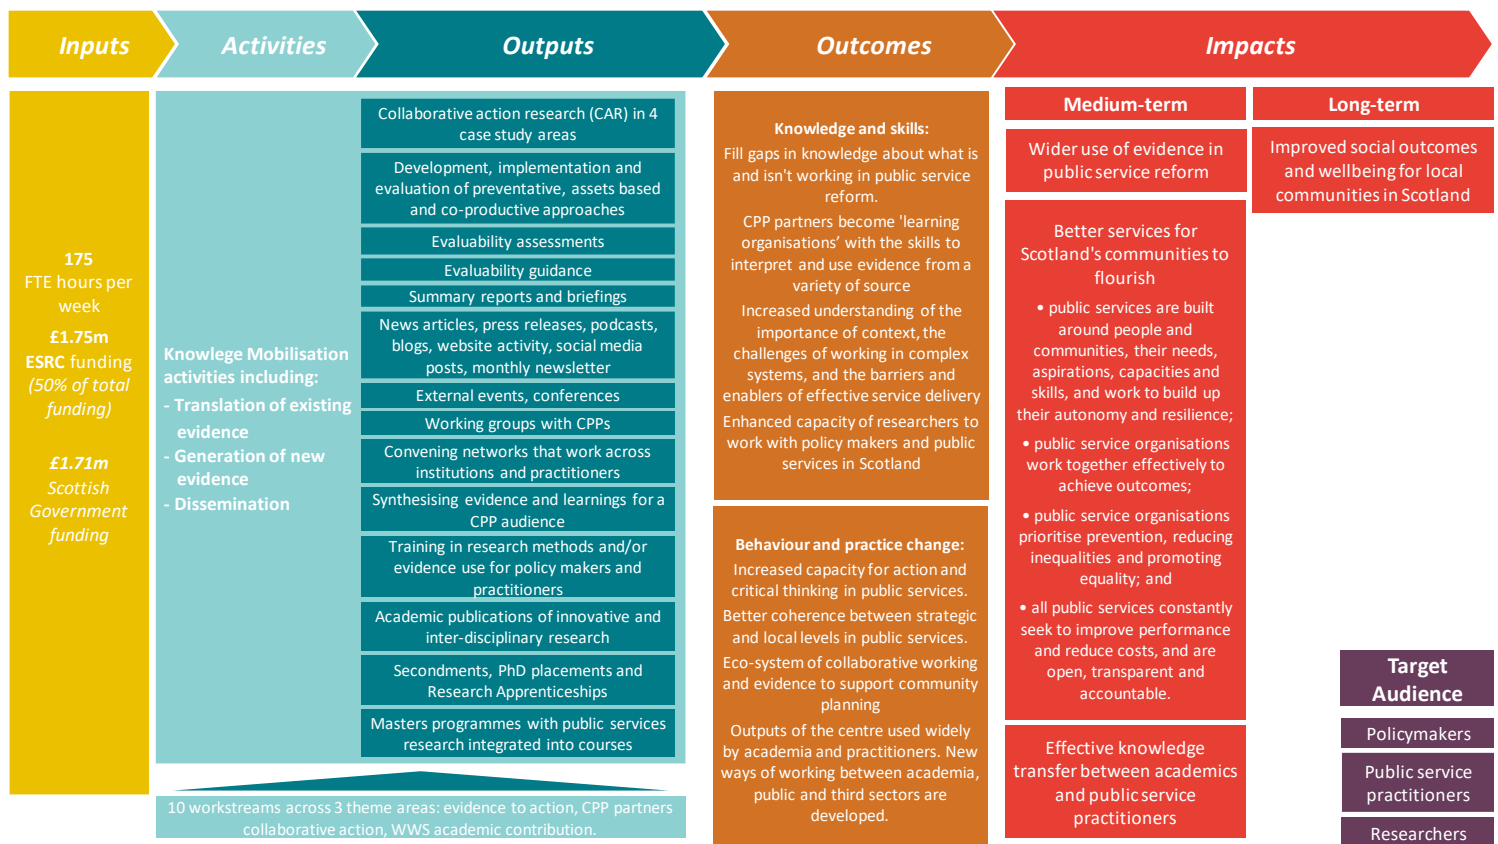 Inputs
Activities
Outputs
Outcomes
Impacts
175
FTE hours per
week
£1.75m
ESRC funding
(50% of total
funding)
£1.71m
Scottish
Government
funding
Knowlege Mobilisation
activities including:
- Translation of existing
evidence
- Generation of new
evidence
- Dissemination
Collaborative action research (CAR) in 4
case study areas
Development, implementation and
evaluation of preventative, assets based
and co-productive approaches
Evaluability assessments
Evaluability guidance
Summary reports and briefings
News articles, press releases, podcasts,
blogs, website activity, social media
posts, monthly newsletter
External events, conferences
Working groups with CPPs
Convening networks that work across
institutions and practitioners
Synthesising evidence and learnings for a
CPP audience
Training in research methods and/or
evidence use for policy makers and
practitioners
Academic publications of innovative and
inter-disciplinary research
Secondments, PhD placements and
Research Apprenticeships
Masters programmes with public services
research integrated into courses
10 workstreams across 3 theme areas: evidence to action, CPP partners
collaborative action, WWS academic contribution.
Knowledge and skills:
Fill gaps in knowledge about what is
and isn't working in public service
reform.
CPP partners become 'learning
organisations’ with the skills to
interpret and use evidence from a
variety of source
Increased understanding of the
importance of context, the
challenges of working in complex
systems, and the barriers and
enablers of effective service delivery
Enhanced capacity of researchers to
work with policy makers and public
services in Scotland
Behaviour and practice change:
Increased capacity for action and
critical thinking in public services.
Better coherence between strategic
and local levels in public services.
Eco-system of collaborative working
and evidence to support community
planning
Outputs of the centre used widely
by academia and practitioners. New
ways of working between academia,
public and third sectors are
developed.
Medium-term
Wider use of evidence in
public service reform
Better services for
Scotland's communities to
flourish
• public services are built
around people and
communities, their needs,
aspirations, capacities and
skills, and work to build up
their autonomy and resilience;
• public service organisations
work together effectively to
achieve outcomes;
• public service organisations
prioritise prevention, reducing
inequalities and promoting
equality; and
• all public services constantly
seek to improve performance
and reduce costs, and are
open, transparent and
accountable.
Effective knowledge
transfer between academics
and public service
practitioners
Long-term
Improved social outcomes
and wellbeing for local
communities in Scotland
Target
Audience
Policymakers
Public service
practitioners
Researchers